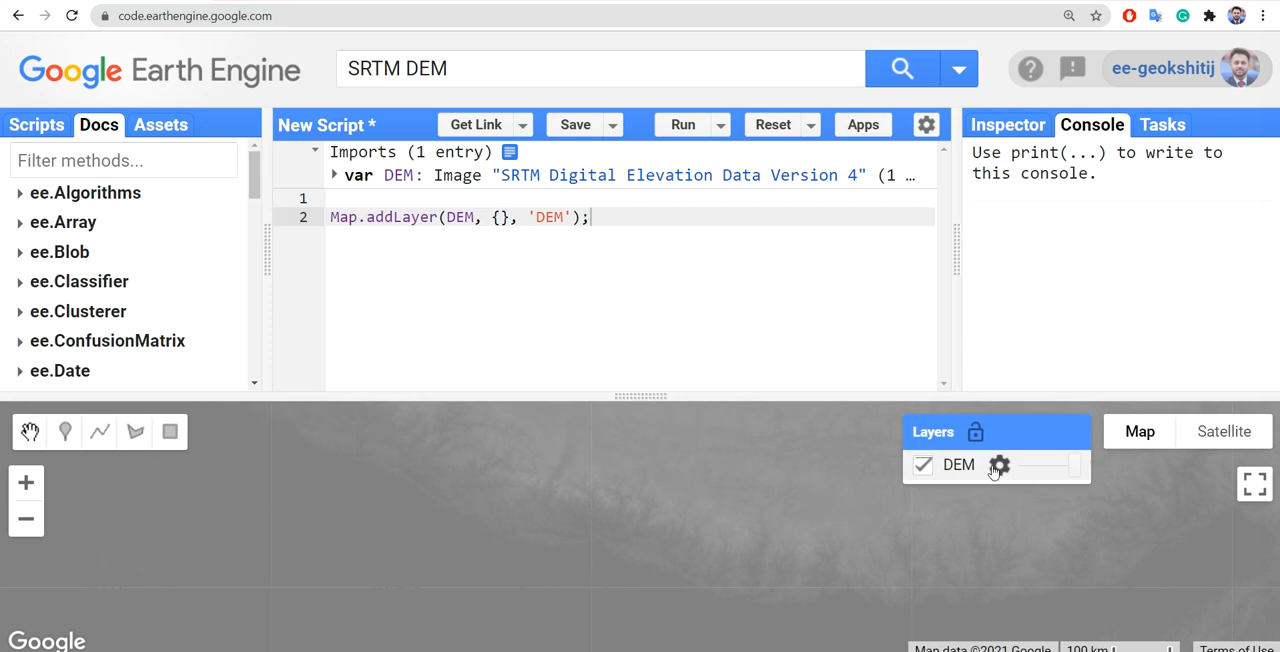 code.earthengine.google.com
Google Earth Engine
SRTM DEM
ee-geokshitij
Scripts Docs Assets
New Script *
Get Link Save Run Reset Apps
Inspector Console Tasks
Filter methods...
Imports (1 entry)
var DEM: Image "SRTM Digital Elevation Data Version 4" (1 …
1
2 Map.addLayer(DEM, {}, 'DEM');
Use print(...) to write to
this console.
ee.Algorithms
ee.Array
ee.Blob
ee.Classifier
ee.Clusterer
ee.ConfusionMatrix
ee.Date
Layers
DEM
Map Satellite
Google
Map data ©2021 Google 100 km Terms of Use